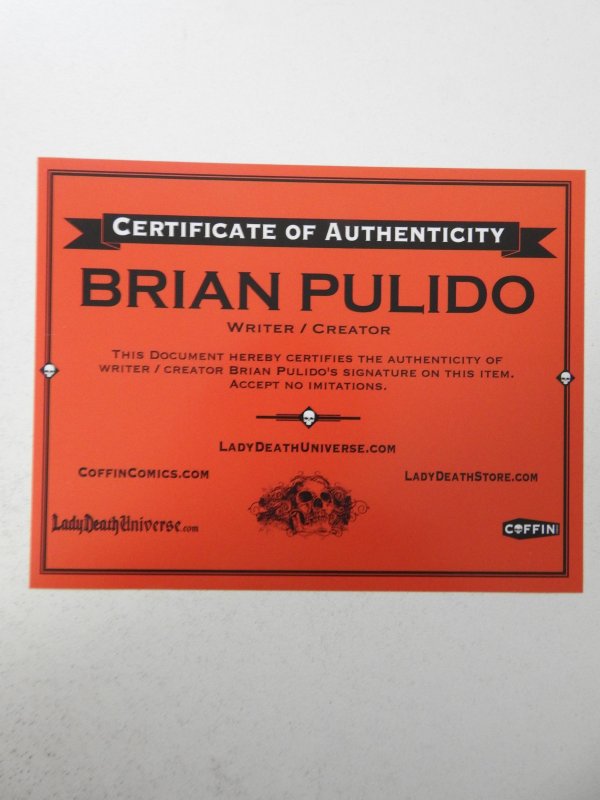 CERTIFICATE OF AUTHENTICITY
BRIAN PULIDO
WRITER / CREATOR
THIS DOCUMENT HEREBY CERTIFIES THE AUTHENTICITY OF
WRITER / CREATOR BRIAN PULIDO'S SIGNATURE ON THIS ITEM.
ACCEPT NO IMITATIONS.
LADYDEATHUNIVERSE.COM
COFFINCOMICS.COM
LADYDEATHSTORE.COM
LadyDeathUniverse.com
COFFIN